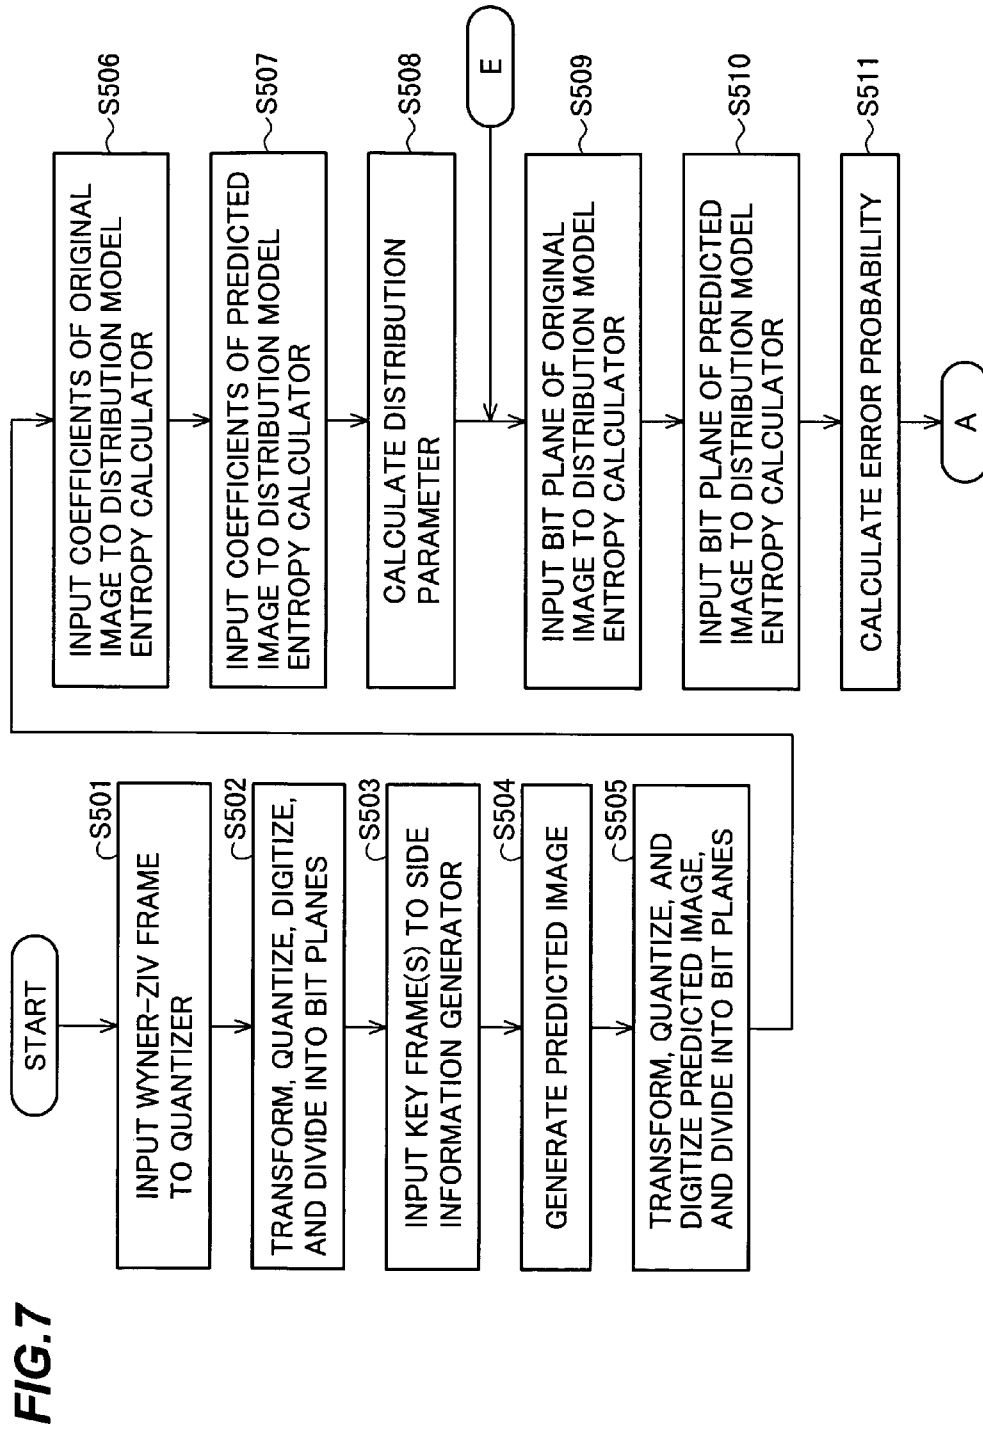 FIG.7
START
S501
INPUT WYNER-ZIV FRAME
TO QUANTIZER
S502
TRANSFORM, QUANTIZE, DIGITIZE,
AND DIVIDE INTO BIT PLANES
S503
INPUT KEY FRAME(S) TO SIDE
INFORMATION GENERATOR
S504
GENERATE PREDICTED IMAGE
S505
TRANSFORM, QUANTIZE, AND
DIGITIZE PREDICTED IMAGE,
AND DIVIDE INTO BIT PLANES
S506
INPUT COEFFICIENTS OF ORIGINAL
IMAGE TO DISTRIBUTION MODEL
ENTROPY CALCULATOR
S507
INPUT COEFFICIENTS OF PREDICTED
IMAGE TO DISTRIBUTION MODEL
ENTROPY CALCULATOR
S508
CALCULATE DISTRIBUTION
PARAMETER
E
S509
INPUT BIT PLANE OF ORIGINAL
IMAGE TO DISTRIBUTION MODEL
ENTROPY CALCULATOR
S510
INPUT BIT PLANE OF PREDICTED
IMAGE TO DISTRIBUTION MODEL
ENTROPY CALCULATOR
S511
CALCULATE ERROR PROBABILITY
A